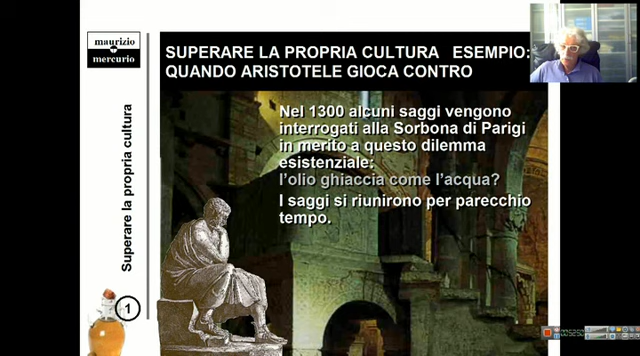 maurizio
mercurio
SUPERARE LA PROPRIA CULTURA ESEMPIO:
QUANDO ARISTOTELE GIOCA CONTRO
Nel 1300 alcuni saggi vengono
interrogati alla Sorbona di Parigi
in merito a questo dilemma
esistenziale:
l'olio ghiaccia come l'acqua?
I saggi si riunirono per parecchio
tempo.
Superare la propria cultura
1